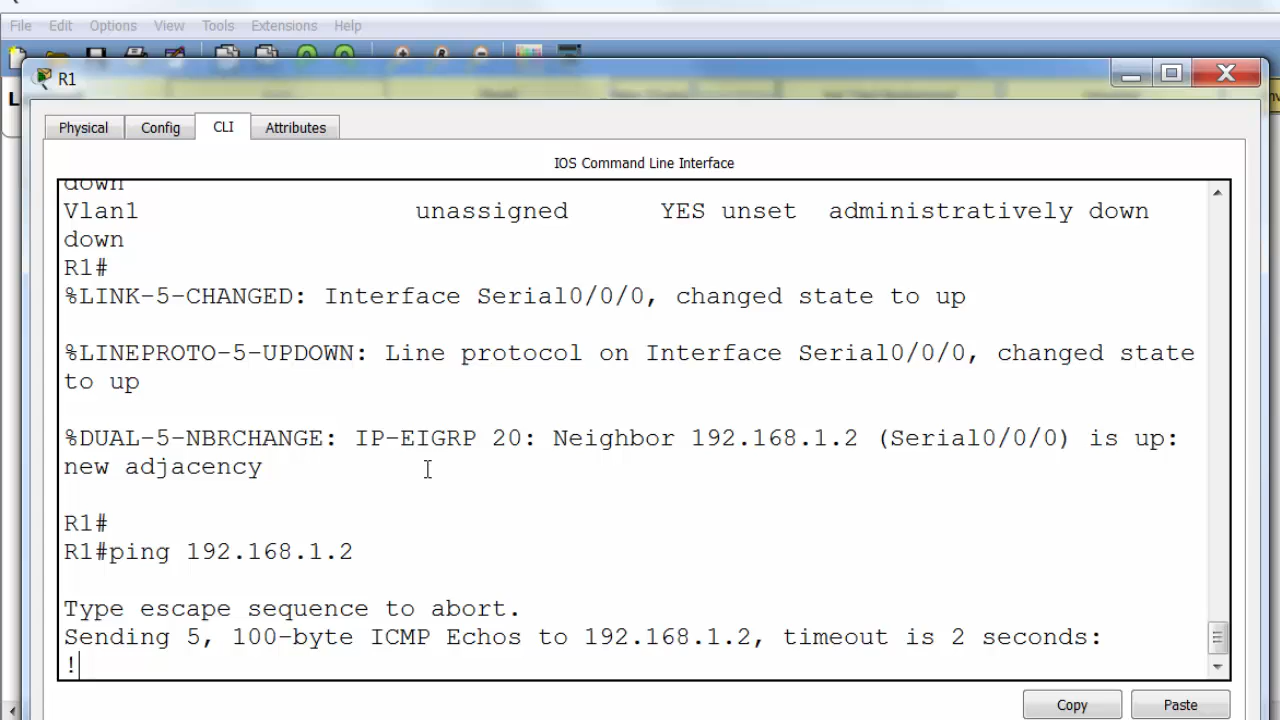 File Edit Options View Tools Extensions Help
R1
Physical Config CLI Attributes
IOS Command Line Interface
down
Vlan1 unassigned YES unset administratively down
down
R1#
%LINK-5-CHANGED: Interface Serial0/0/0, changed state to up
%LINEPROTO-5-UPDOWN: Line protocol on Interface Serial0/0/0, changed state
to up
%DUAL-5-NBRCHANGE: IP-EIGRP 20: Neighbor 192.168.1.2 (Serial0/0/0) is up:
new adjacency
R1#
R1#ping 192.168.1.2
Type escape sequence to abort.
Sending 5, 100-byte ICMP Echos to 192.168.1.2, timeout is 2 seconds:
!
Copy Paste